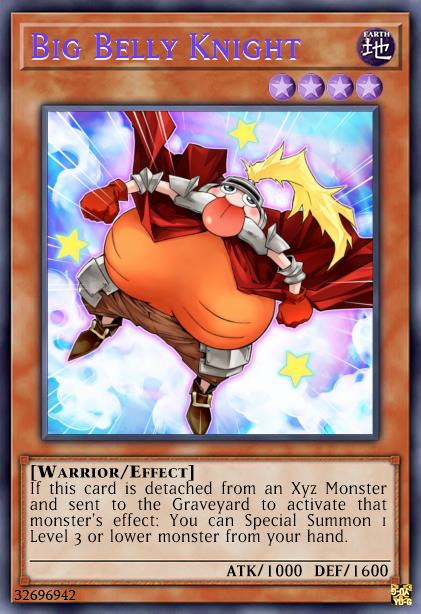 Big Belly Knight
EARTH
地
[Warrior/Effect]
If this card is detached from an Xyz Monster
and sent to the Graveyard to activate that
monster's effect: You can Special Summon 1
Level 3 or lower monster from your hand.
ATK/1000 DEF/1600
32696942